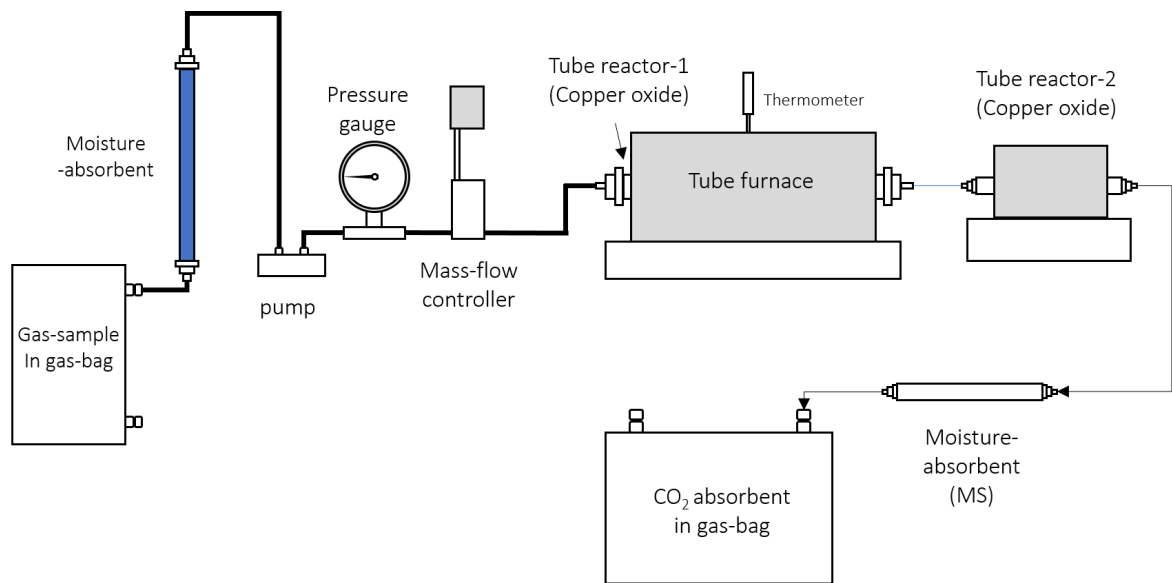 Moisture
-absorbent
Gas-sample
In gas-bag
pump
Pressure
gauge
Mass-flow
controller
Tube reactor-1
(Copper oxide)
Thermometer
Tube furnace
Tube reactor-2
(Copper oxide)
Moisture-
absorbent
(MS)
CO₂ absorbent
in gas-bag